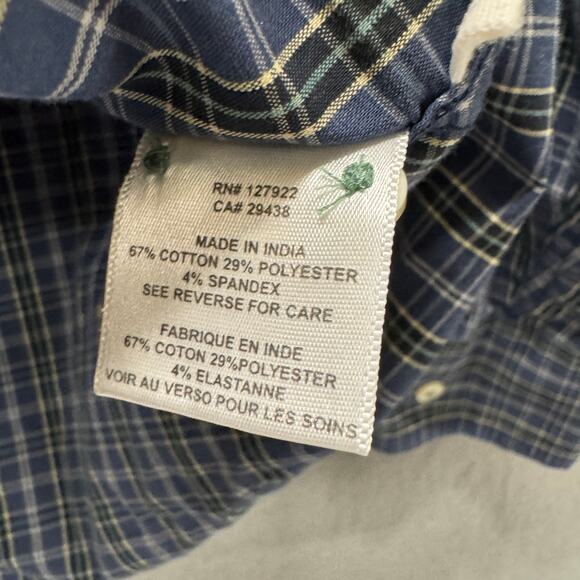 RN# 127922
CA# 29438
MADE IN INDIA
67% COTTON 29% POLYESTER
4% SPANDEX
SEE REVERSE FOR CARE
FABRIQUE EN INDE
67% COTON 29%POLYESTER
4% ELASTANNE
VOIR AU VERSO POUR LES SOINS